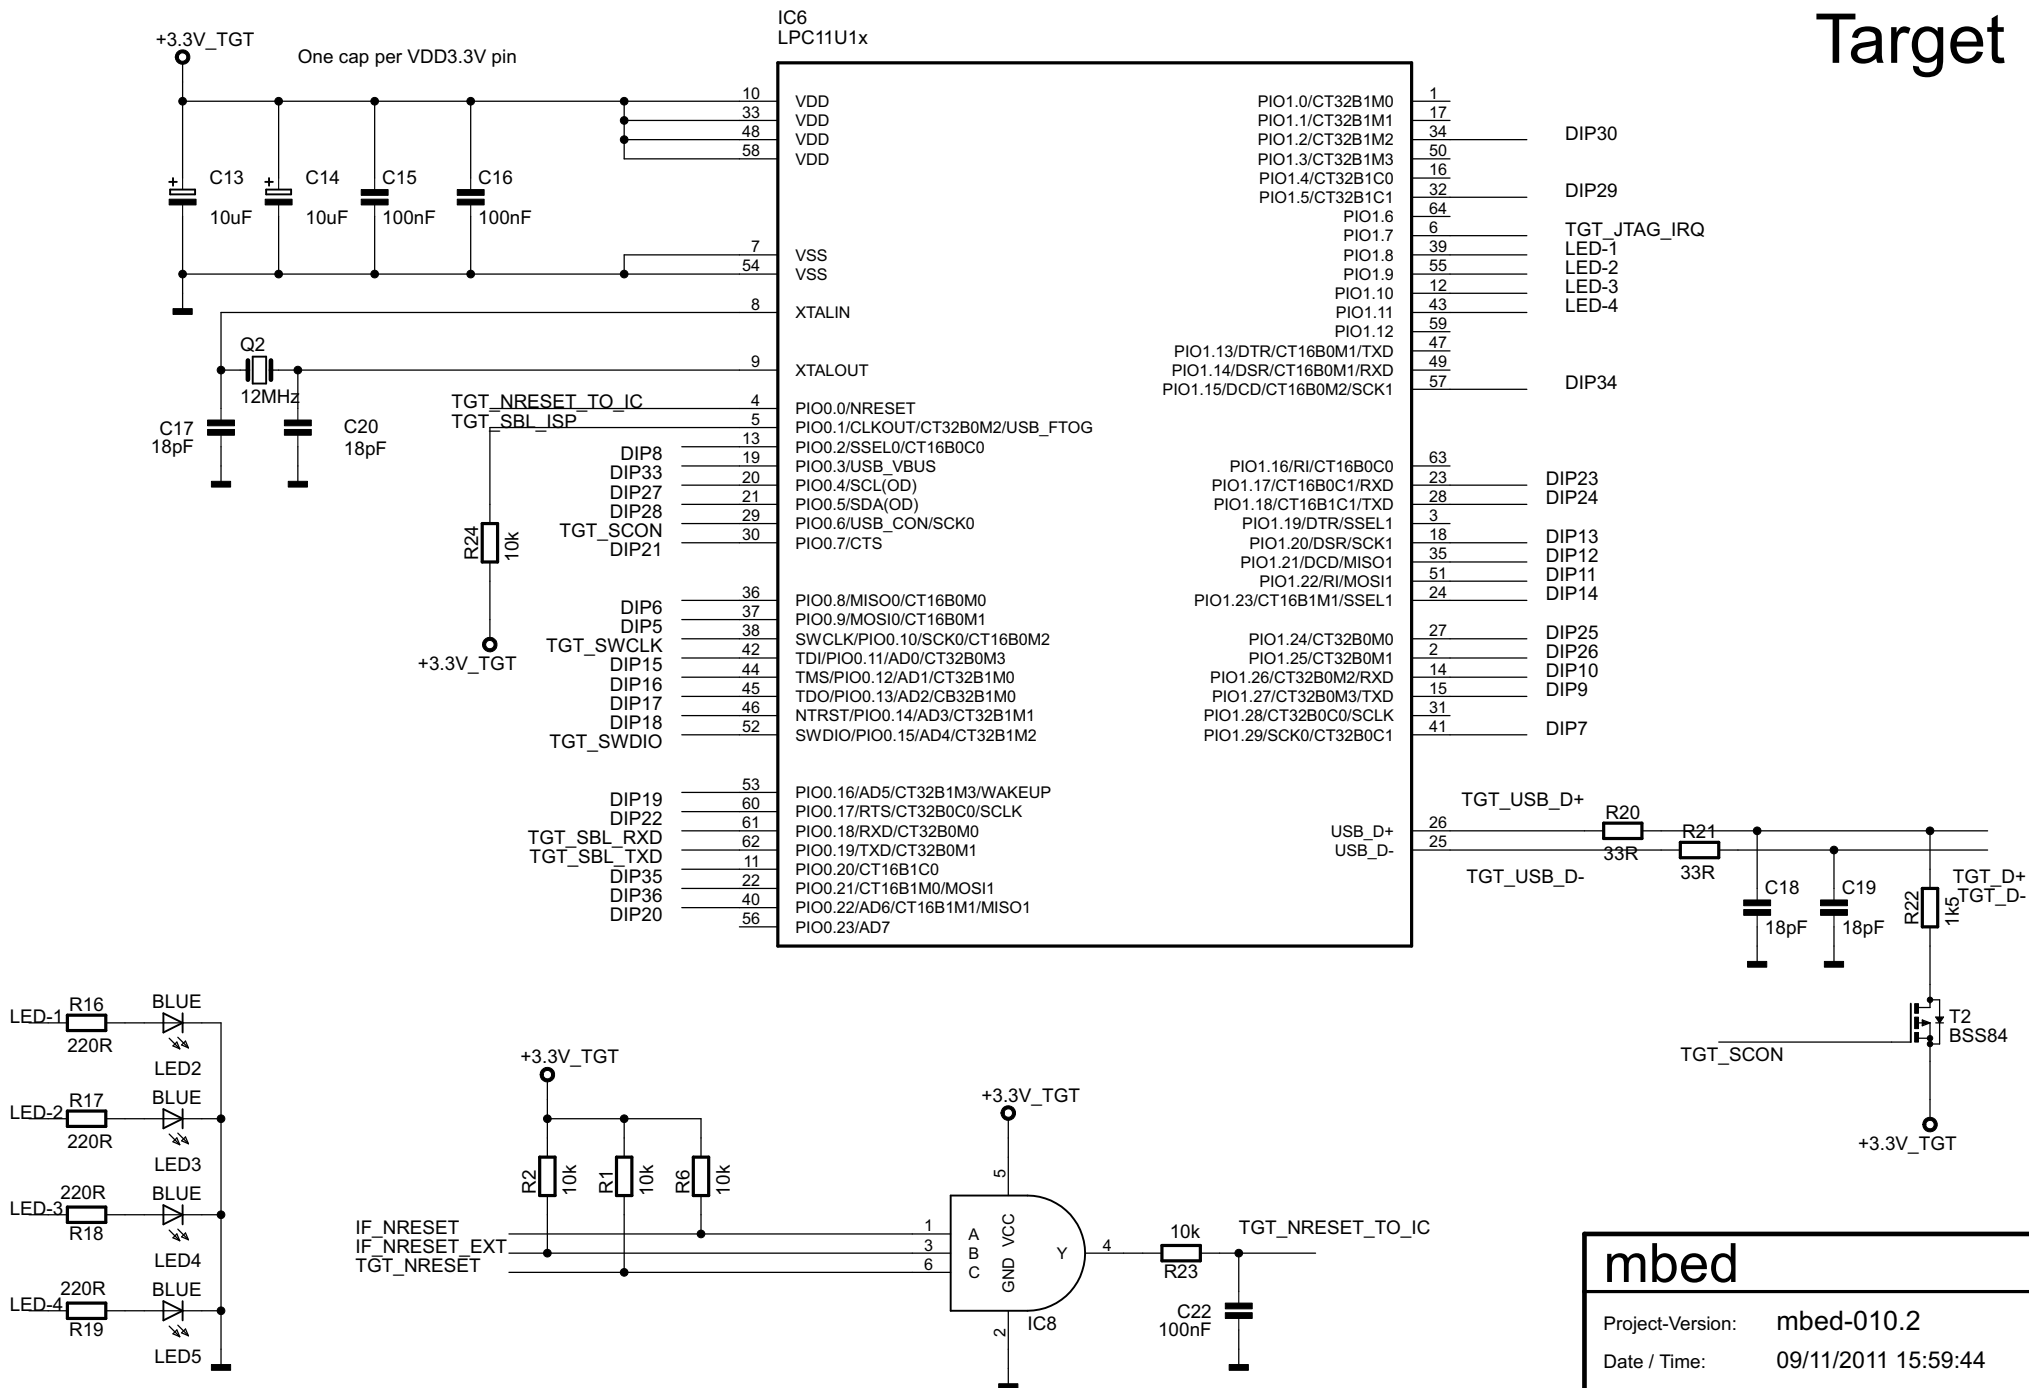 Target
IC6
LPC11U1x
+3.3V_TGT
One cap per VDD3.3V pin
10 VDD
33 VDD
48 VDD
58 VDD
C13
10uF
C14
10uF
C15
100nF
C16
100nF
+
+
7 VSS
54 VSS
8 XTALIN
Q2
12MHz
9 XTALOUT
C17
18pF
C20
18pF
TGT_NRESET_TO_IC 4 PIO0.0/NRESET
TGT_SBL_ISP 5 PIO0.1/CLKOUT/CT32B0M2/USB_FTOG
DIP8 13 PIO0.2/SSEL0/CT16B0C0
DIP33 19 PIO0.3/USB_VBUS
DIP27 20 PIO0.4/SCL(OD)
DIP28 21 PIO0.5/SDA(OD)
TGT_SCON 29 PIO0.6/USB_CON/SCK0
DIP21 30 PIO0.7/CTS
R24
10k
+3.3V_TGT
DIP6 36 PIO0.8/MISO0/CT16B0M0
DIP5 37 PIO0.9/MOSI0/CT16B0M1
TGT_SWCLK 38 SWCLK/PIO0.10/SCK0/CT16B0M2
DIP15 42 TDI/PIO0.11/AD0/CT32B0M3
DIP16 44 TMS/PIO0.12/AD1/CT32B1M0
DIP17 45 TDO/PIO0.13/AD2/CB32B1M0
DIP18 46 NTRST/PIO0.14/AD3/CT32B1M1
TGT_SWDIO 52 SWDIO/PIO0.15/AD4/CT32B1M2
DIP19 53 PIO0.16/AD5/CT32B1M3/WAKEUP
DIP22 60 PIO0.17/RTS/CT32B0C0/SCLK
TGT_SBL_RXD 61 PIO0.18/RXD/CT32B0M0
TGT_SBL_TXD 62 PIO0.19/TXD/CT32B0M1
DIP35 11 PIO0.20/CT16B1C0
DIP36 22 PIO0.21/CT16B1M0/MOSI1
DIP20 40 PIO0.22/AD6/CT16B1M1/MISO1
56 PIO0.23/AD7
PIO1.0/CT32B1M0 1
PIO1.1/CT32B1M1 17
PIO1.2/CT32B1M2 34 DIP30
PIO1.3/CT32B1M3 50
PIO1.4/CT32B1C0 16
PIO1.5/CT32B1C1 32 DIP29
PIO1.6 64
PIO1.7 6 TGT_JTAG_IRQ
PIO1.8 39 LED-1
PIO1.9 55 LED-2
PIO1.10 12 LED-3
PIO1.11 43 LED-4
PIO1.12 59
PIO1.13/DTR/CT16B0M1/TXD 47
PIO1.14/DSR/CT16B0M1/RXD 49
PIO1.15/DCD/CT16B0M2/SCK1 57 DIP34
PIO1.16/RI/CT16B0C0 63
PIO1.17/CT16B0C1/RXD 23 DIP23
PIO1.18/CT16B1C1/TXD 28 DIP24
PIO1.19/DTR/SSEL1 3
PIO1.20/DSR/SCK1 18 DIP13
PIO1.21/DCD/MISO1 35 DIP12
PIO1.22/RI/MOSI1 51 DIP11
PIO1.23/CT16B1M1/SSEL1 24 DIP14
PIO1.24/CT32B0M0 27 DIP25
PIO1.25/CT32B0M1 2 DIP26
PIO1.26/CT32B0M2/RXD 14 DIP10
PIO1.27/CT32B0M3/TXD 15 DIP9
PIO1.28/CT32B0C0/SCLK 31
PIO1.29/SCK0/CT32B0C1 41 DIP7
USB_D+ 26 TGT_USB_D+
USB_D- 25 TGT_USB_D-
R20
33R
R21
33R
C18
18pF
C19
18pF
R22
1k5
TGT_D+
TGT_D-
T2
BSS84
TGT_SCON
+3.3V_TGT
LED-1 R16 BLUE
220R
LED2
LED-2 R17 BLUE
220R
LED3
220R BLUE
LED-3
R18
LED4
220R BLUE
LED-4
R19
LED5
+3.3V_TGT
R2
10k
R1
10k
R6
10k
+3.3V_TGT
IF_NRESET 1 A
IF_NRESET_EXT 3 B
TGT_NRESET 6 C
5 VCC
2 GND
Y 4
IC8
10k
R23
TGT_NRESET_TO_IC
C22
100nF
mbed
Project-Version: mbed-010.2
Date / Time: 09/11/2011 15:59:44